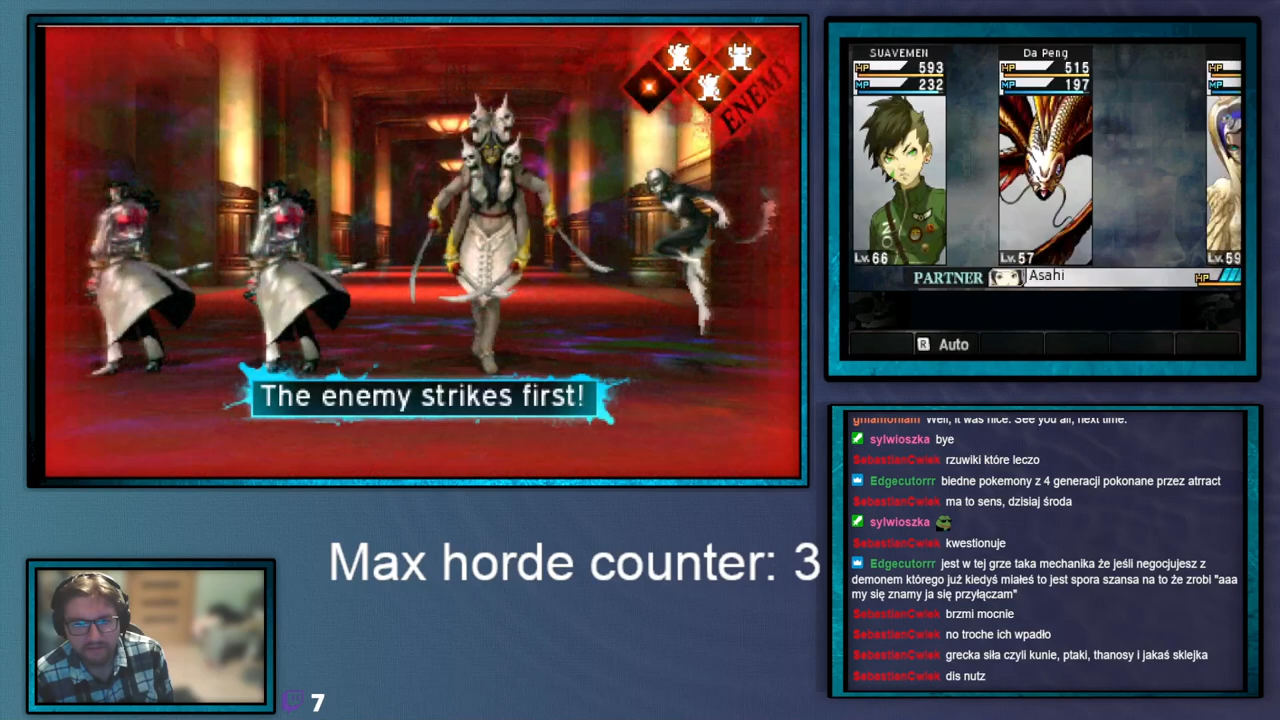 ENEMY
The enemy strikes first!
SUAVEMEN
HP 593
MP 232
Lv.66
Da Peng
HP 515
MP 197
Lv.57
HP
MP
Lv.59
PARTNER Asahi HP
R Auto
Max horde counter: 3
7
gmamoniam Well, it was nice. See you all, next time.
sylwioszka bye
SebastianCwiek rzuwiki które leczo
Edgecutorrr biedne pokemony z 4 generacji pokonane przez atrract
SebastianCwiek ma to sens, dzisiaj środa
sylwioszka
SebastianCwiek kwestionuje
Edgecutorrr jest w tej grze taka mechanika że jeśli negocjujesz z
demonem którego już kiedyś miałeś to jest spora szansa na to że zrobi "aaa
my się znamy ja się przyłączam"
SebastianCwiek brzmi mocnie
SebastianCwiek no troche ich wpadło
SebastianCwiek grecka siła czyli kunie, ptaki, thanosy i jakaś sklejka
SebastianCwiek dis nutz